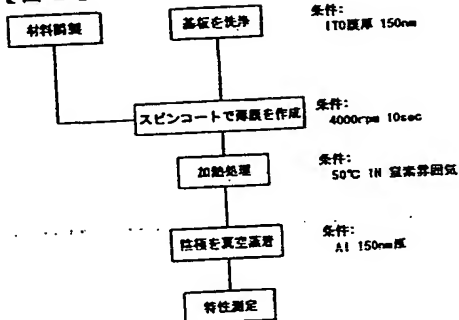 材料調製
基板を洗浄
条件:
ITO膜厚 150nm
スピンコートで薄膜を作成
条件:
4000rpm 10sec
加熱処理
条件:
50℃ 1H 窒素雰囲気
陰極を真空蒸着
条件:
Al 150nm厚
特性測定